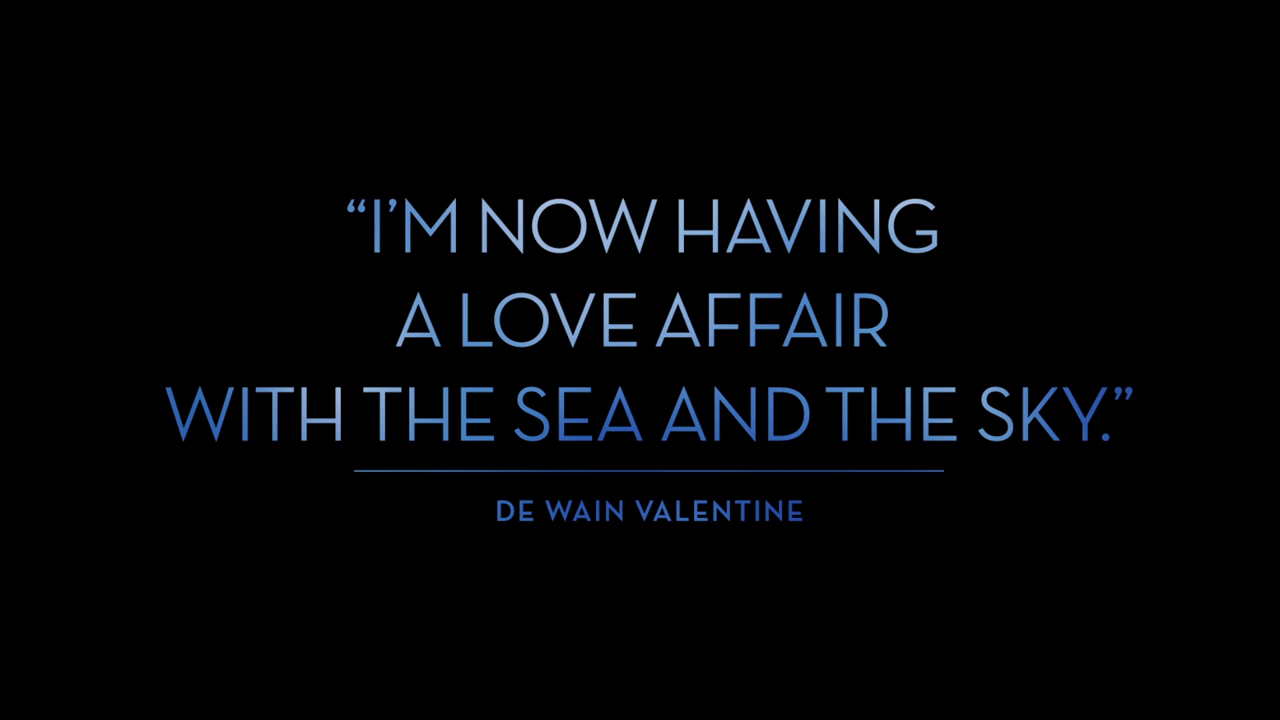 “I’M NOW HAVING
A LOVE AFFAIR
WITH THE SEA AND THE SKY.”
DE WAIN VALENTINE